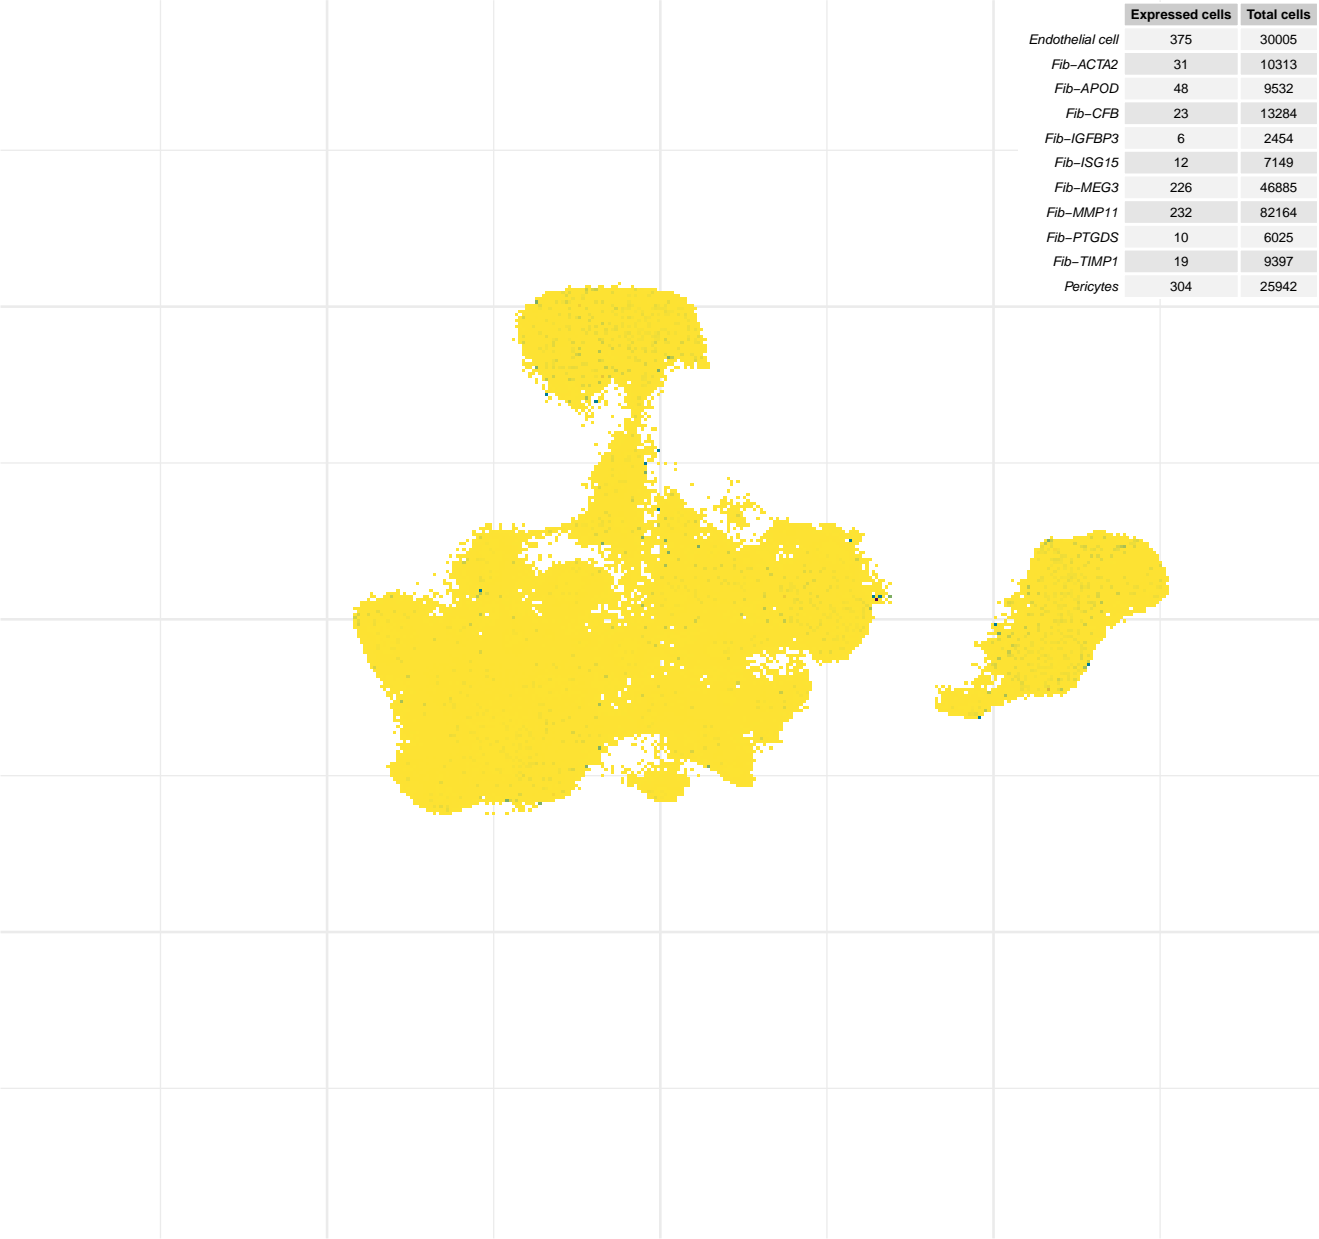 Expressed cells Total cells
Endothelial cell 375 30005
Fib−ACTA2 31 10313
Fib−APOD 48 9532
Fib−CFB 23 13284
Fib−IGFBP3 6 2454
Fib−ISG15 12 7149
Fib−MEG3 226 46885
Fib−MMP11 232 82164
Fib−PTGDS 10 6025
Fib−TIMP1 19 9397
Pericytes 304 25942